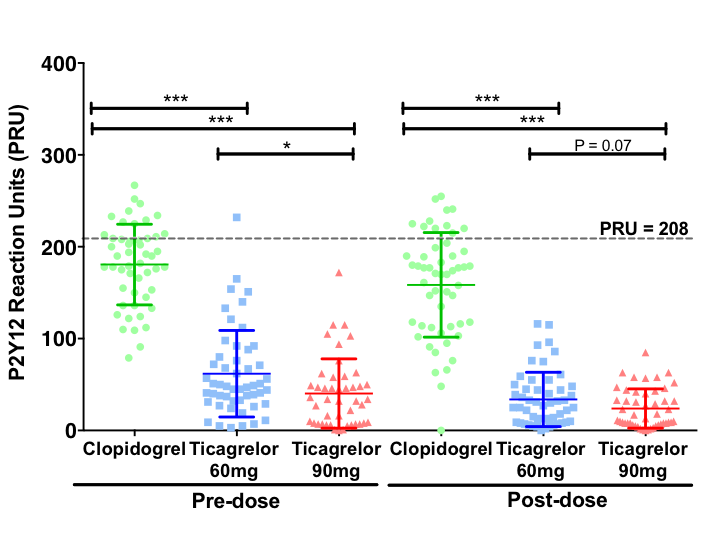 P2Y12 Reaction Units (PRU)
400
300
200
100
0
***
***
*
***
***
P = 0.07
PRU = 208
Clopidogrel Ticagrelor 60mg
Ticagrelor 90mg
Clopidogrel Ticagrelor 60mg
Ticagrelor 90mg
Pre-dose
Post-dose